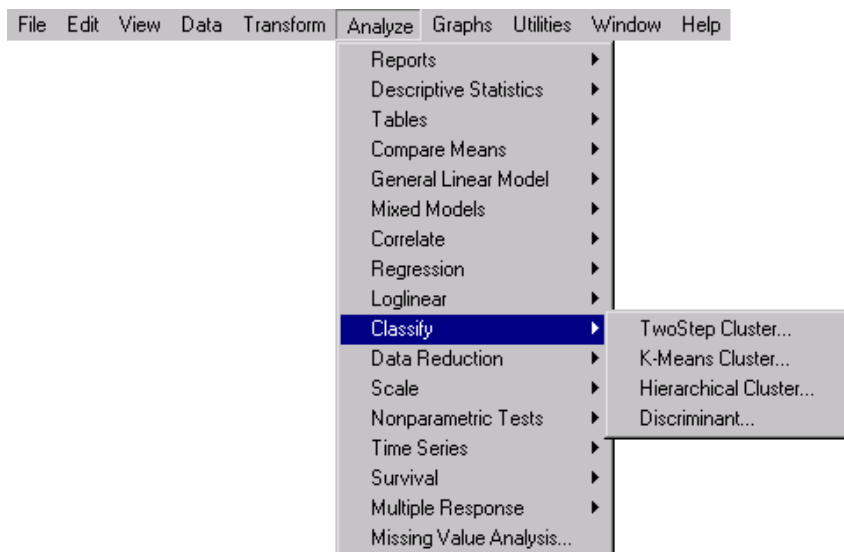 File Edit View Data Transform Analyze Graphs Utilities Window Help
Reports
Descriptive Statistics
Tables
Compare Means
General Linear Model
Mixed Models
Correlate
Regression
Loglinear
Classify
TwoStep Cluster...
K-Means Cluster...
Hierarchical Cluster...
Discriminant...
Data Reduction
Scale
Nonparametric Tests
Time Series
Survival
Multiple Response
Missing Value Analysis...